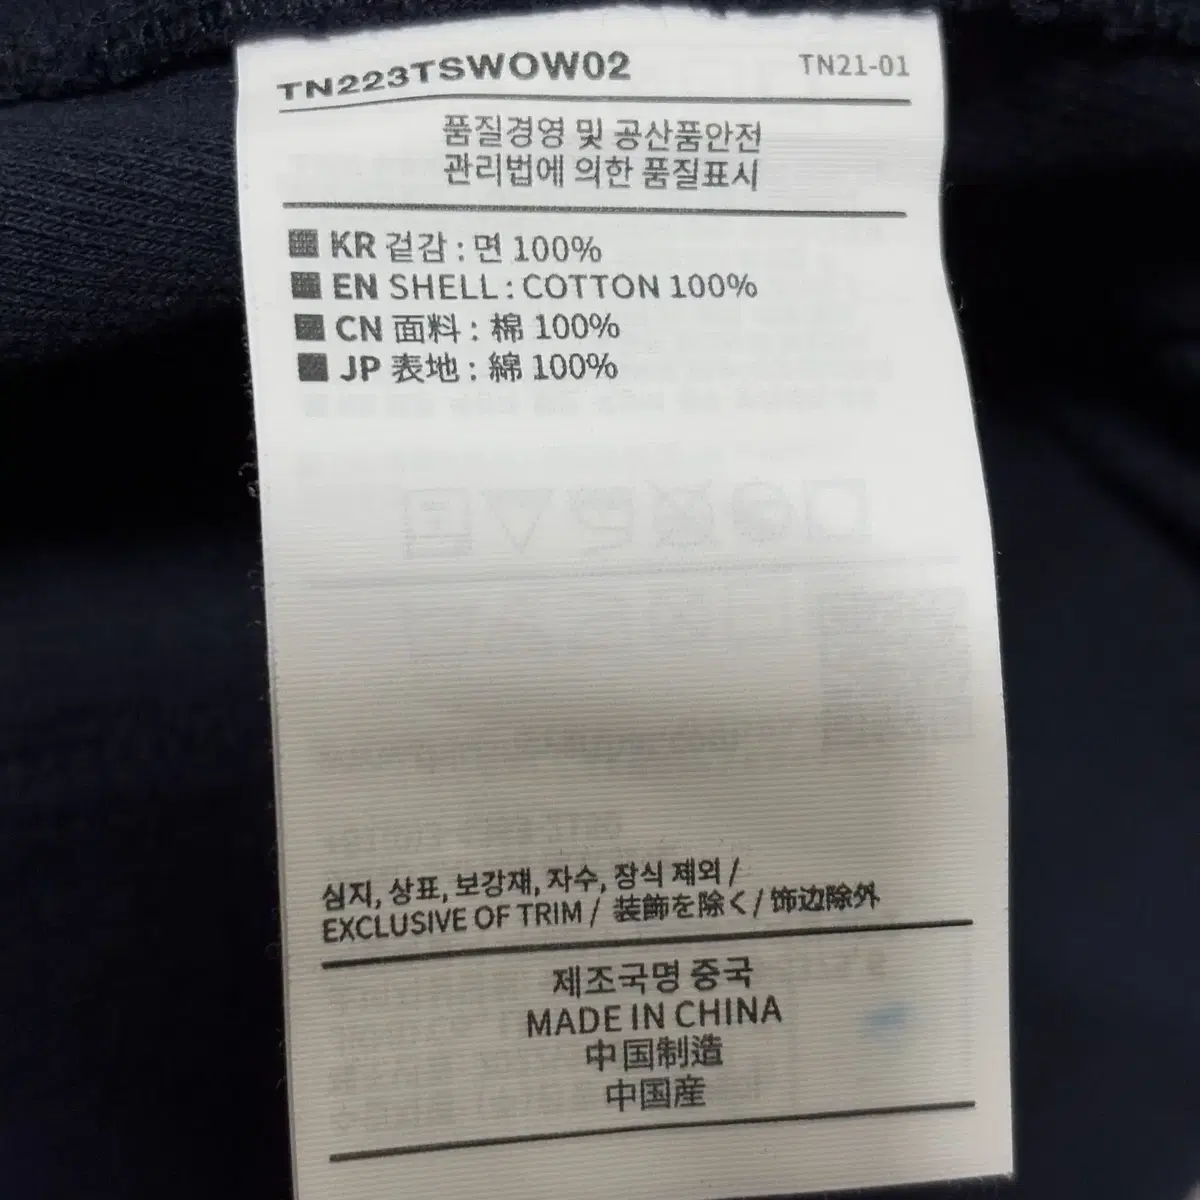 TN223TSWOW02 TN21-01
품질경영 및 공산품안전
관리법에 의한 품질표시
KR 겉감 : 면 100%
EN SHELL : COTTON 100%
CN 面料 : 棉 100%
JP 表地 : 綿 100%
심지, 상표, 보강재, 자수, 장식 제외 /
EXCLUSIVE OF TRIM / 装飾を除く / 饰边除外
제조국명 중국
MADE IN CHINA
中国制造
中国産